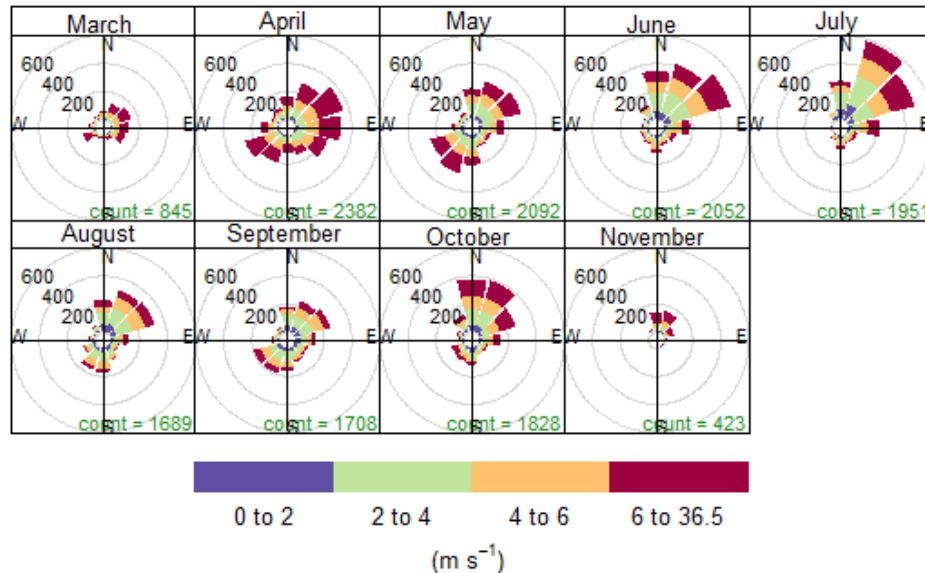 March April May June July
N N N N N
600 600 600 600 600
400 400 400 400 400
200 200 200 200 200
W E W E W E W E W E
S S S S S
count = 845 count = 2382 count = 2092 count = 2052 count = 1951
August September October November
N N N N
600 600 600 600
400 400 400 400
200 200 200 200
W E W E W E W E
S S S S
count = 1689 count = 1708 count = 1828 count = 423
0 to 2 2 to 4 4 to 6 6 to 36.5
(m s⁻¹)